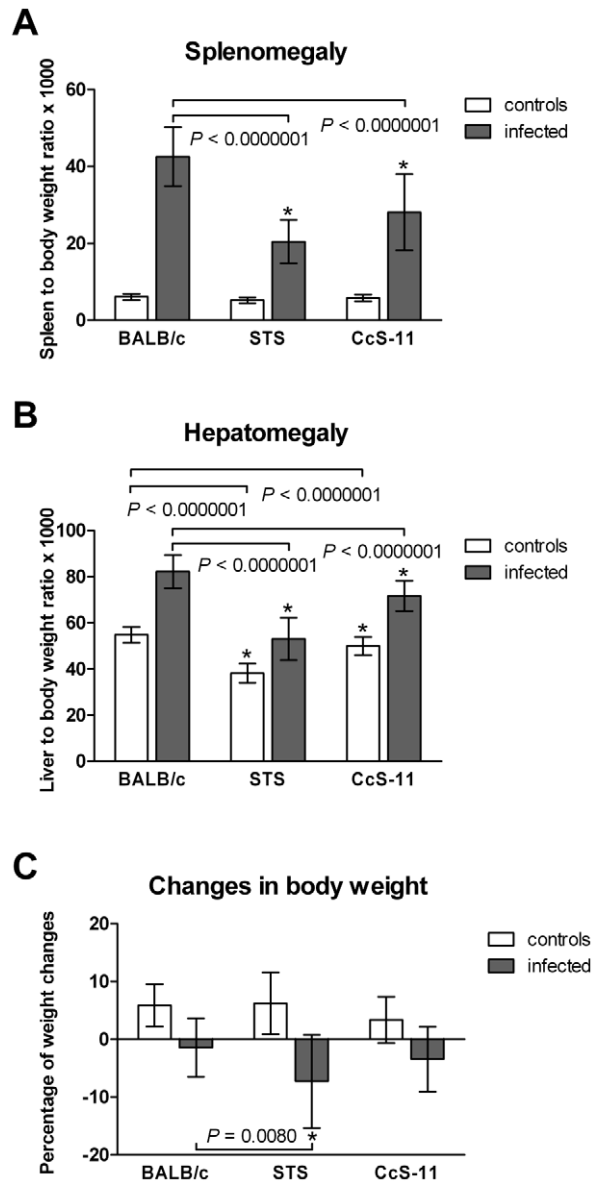 A
Splenomegaly
Spleen to body weight ratio x 1000
60
40
20
0
P < 0.0000001
P < 0.0000001
*
*
controls
infected
BALB/c STS CcS-11
B
Hepatomegaly
Liver to body weight ratio x 1000
P < 0.0000001
P < 0.0000001
100
80
60
40
20
0
P < 0.0000001
P < 0.0000001
*
*
*
*
controls
infected
BALB/c STS CcS-11
C
Changes in body weight
Percentage of weight changes
20
10
0
-10
-20
controls
infected
P = 0.0080 *
BALB/c STS CcS-11